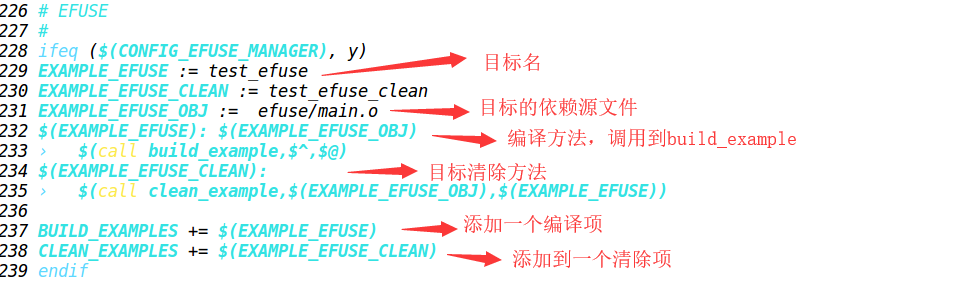 226 # EFUSE
227 #
228 ifeq ($(CONFIG_EFUSE_MANAGER), y)
229 EXAMPLE_EFUSE := test_efuse 目标名
230 EXAMPLE_EFUSE_CLEAN := test_efuse_clean
231 EXAMPLE_EFUSE_OBJ :=  efuse/main.o 目标的依赖源文件
232 $(EXAMPLE_EFUSE): $(EXAMPLE_EFUSE_OBJ) 编译方法，调用到build_example
233 ›   $(call build_example,$^,$@)
234 $(EXAMPLE_EFUSE_CLEAN): 目标清除方法
235 ›   $(call clean_example,$(EXAMPLE_EFUSE_OBJ),$(EXAMPLE_EFUSE))
236
237 BUILD_EXAMPLES += $(EXAMPLE_EFUSE) 添加一个编译项
238 CLEAN_EXAMPLES += $(EXAMPLE_EFUSE_CLEAN) 添加到一个清除项
239 endif